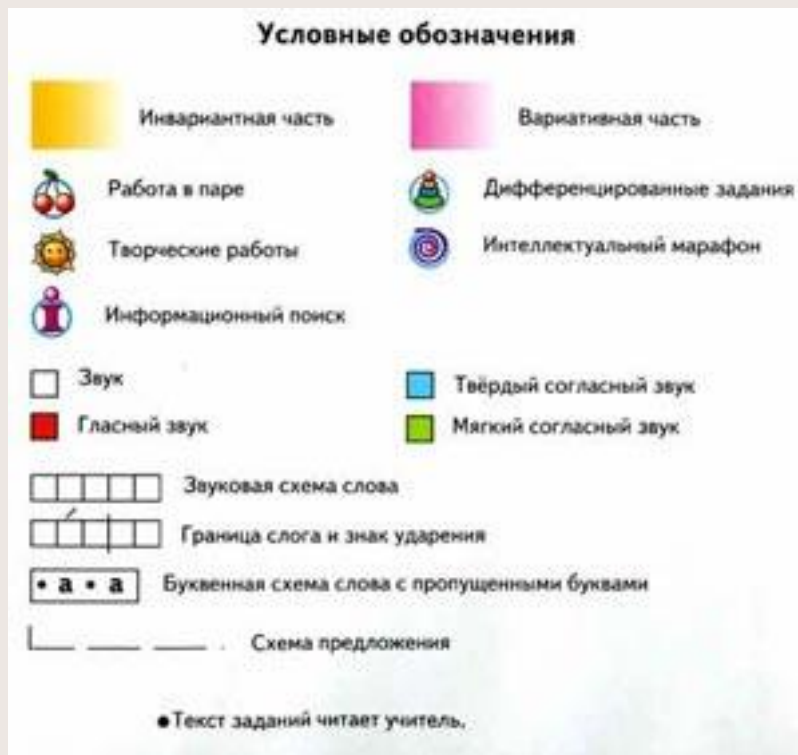 Условные обозначения
Инвариантная часть
Вариативная часть
Работа в паре
Дифференцированные задания
Творческие работы
Интеллектуальный марафон
Информационный поиск
Звук
Твёрдый согласный звук
Гласный звук
Мягкий согласный звук
Звуковая схема слова
Граница слога и знак ударения
• а • а Буквенная схема слова с пропущенными буквами
Схема предложения
•Текст заданий читает учитель.